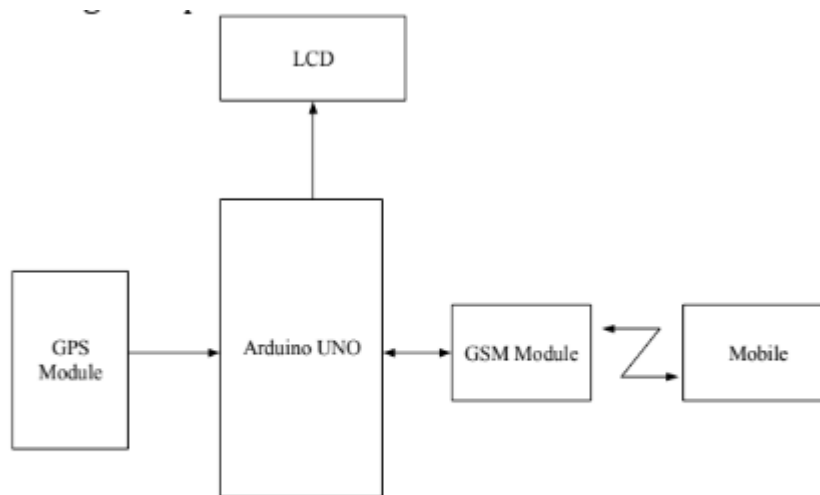 LCD
GPS
Module
Arduino UNO
GSM Module
Mobile